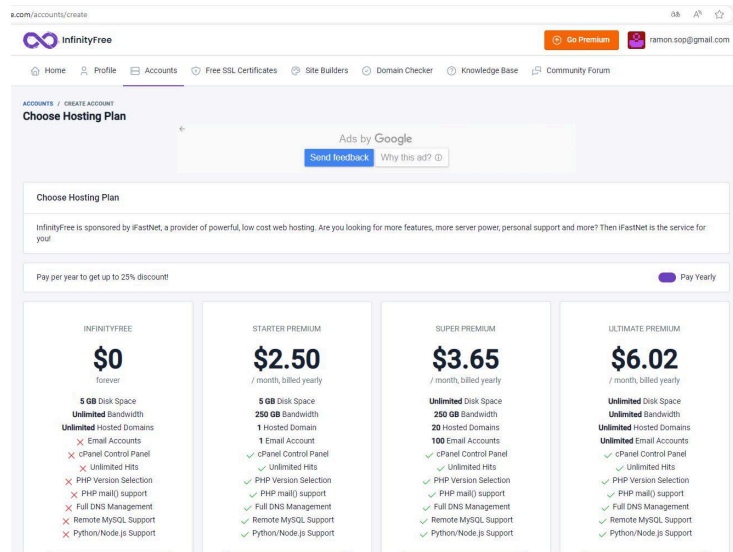 e.com/accounts/create
InfinityFree
Go Premium
ramon.sop@gmail.com
Home
Profile
Accounts
Free SSL Certificates
Site Builders
Domain Checker
Knowledge Base
Community Forum
ACCOUNTS / CREATE ACCOUNT
Choose Hosting Plan
Ads by Google
Send feedback
Why this ad?
Choose Hosting Plan
InfinityFree is sponsored by iFastNet, a provider of powerful, low cost web hosting. Are you looking for more features, more server power, personal support and more? Then iFastNet is the service for
you!
Pay per year to get up to 25% discount!
Pay Yearly
INFINITYFREE
$0
forever
5 GB Disk Space
Unlimited Bandwidth
Unlimited Hosted Domains
Email Accounts
cPanel Control Panel
Unlimited Hits
PHP Version Selection
PHP mail() support
Full DNS Management
Remote MySQL Support
Python/Node.js Support
STARTER PREMIUM
$2.50
/ month, billed yearly
5 GB Disk Space
250 GB Bandwidth
1 Hosted Domain
1 Email Account
cPanel Control Panel
Unlimited Hits
PHP Version Selection
PHP mail() support
Full DNS Management
Remote MySQL Support
Python/Node.js Support
SUPER PREMIUM
$3.65
/ month, billed yearly
Unlimited Disk Space
250 GB Bandwidth
20 Hosted Domains
100 Email Accounts
cPanel Control Panel
Unlimited Hits
PHP Version Selection
PHP mail() support
Full DNS Management
Remote MySQL Support
Python/Node.js Support
ULTIMATE PREMIUM
$6.02
/ month, billed yearly
Unlimited Disk Space
Unlimited Bandwidth
Unlimited Hosted Domains
Unlimited Email Accounts
cPanel Control Panel
Unlimited Hits
PHP Version Selection
PHP mail() support
Full DNS Management
Remote MySQL Support
Python/Node.js Support